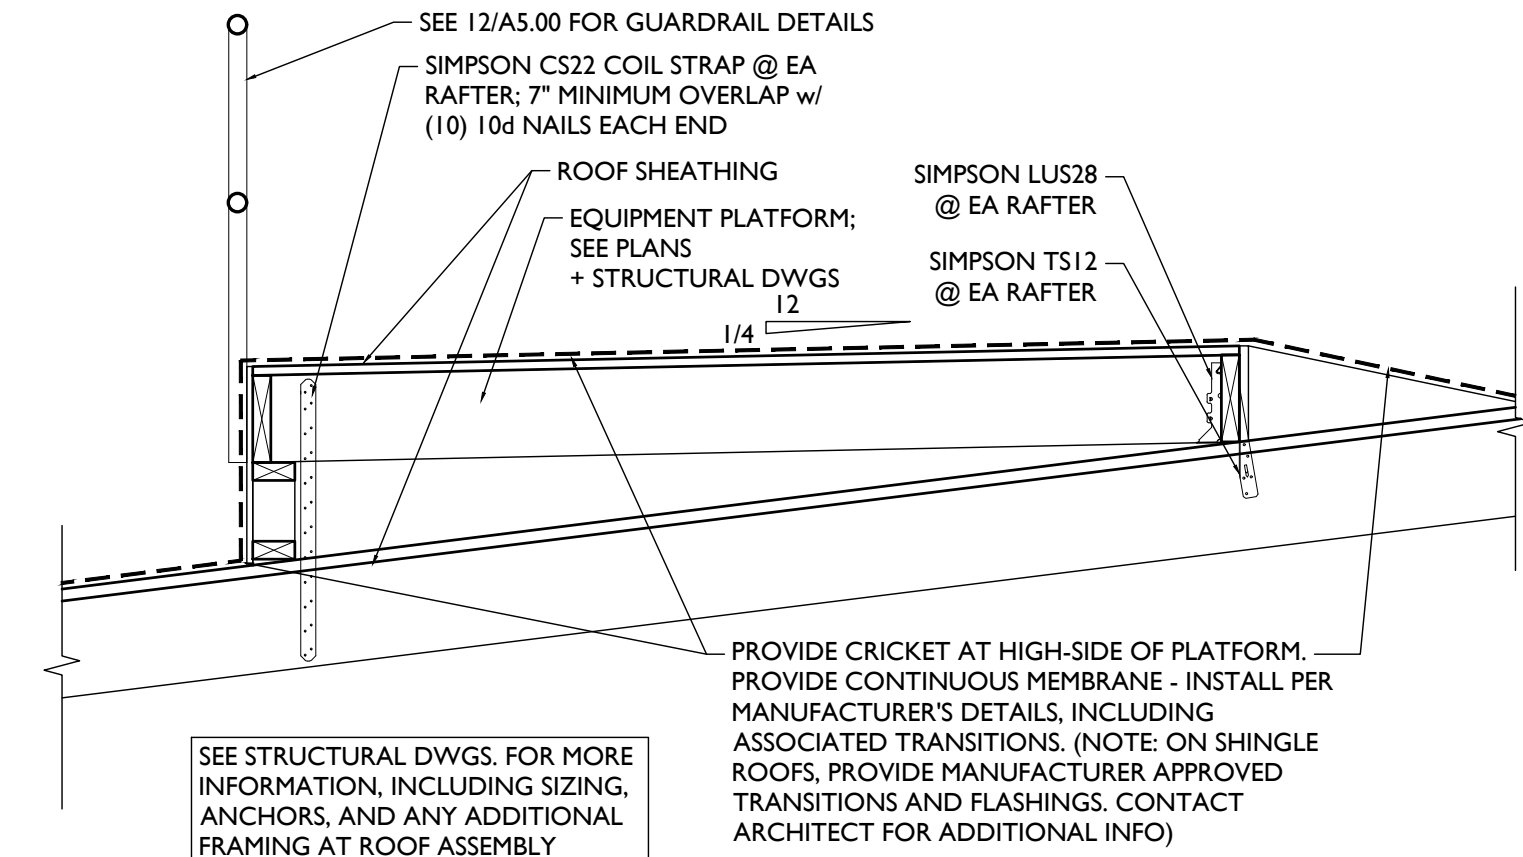 SEE 12/A5.00 FOR GUARDRAIL DETAILS
SIMPSON CS22 COIL STRAP @ EA
RAFTER; 7" MINIMUM OVERLAP w/
(10) 10d NAILS EACH END
ROOF SHEATHING
EQUIPMENT PLATFORM;
SEE PLANS
+ STRUCTURAL DWGS
SIMPSON LUS28
@ EA RAFTER
SIMPSON TS12
@ EA RAFTER
12
1/4
PROVIDE CRICKET AT HIGH-SIDE OF PLATFORM.
PROVIDE CONTINUOUS MEMBRANE - INSTALL PER
MANUFACTURER'S DETAILS, INCLUDING
ASSOCIATED TRANSITIONS. (NOTE: ON SHINGLE
ROOFS, PROVIDE MANUFACTURER APPROVED
TRANSITIONS AND FLASHINGS. CONTACT
ARCHITECT FOR ADDITIONAL INFO)
SEE STRUCTURAL DWGS. FOR MORE
INFORMATION, INCLUDING SIZING,
ANCHORS, AND ANY ADDITIONAL
FRAMING AT ROOF ASSEMBLY